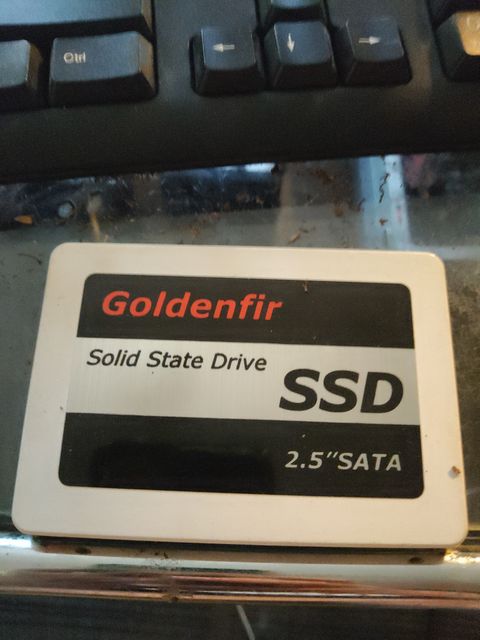 Ctrl
Goldenfir
Solid State Drive
SSD
2.5"SATA